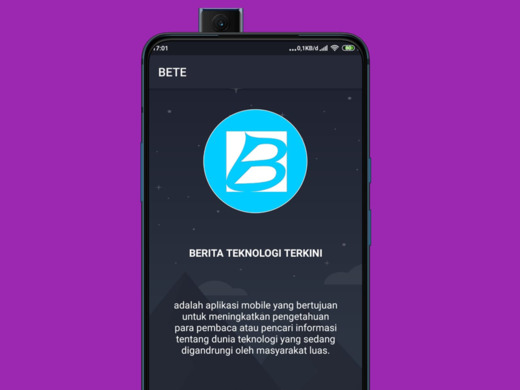 7:01
...0,1KB/d
BETE
B
BERITA TEKNOLOGI TERKINI
adalah aplikasi mobile yang bertujuan
untuk meningkatkan pengetahuan
para pembaca atau pencari informasi
tentang dunia teknologi yang sedang
digandrungi oleh masyarakat luas.